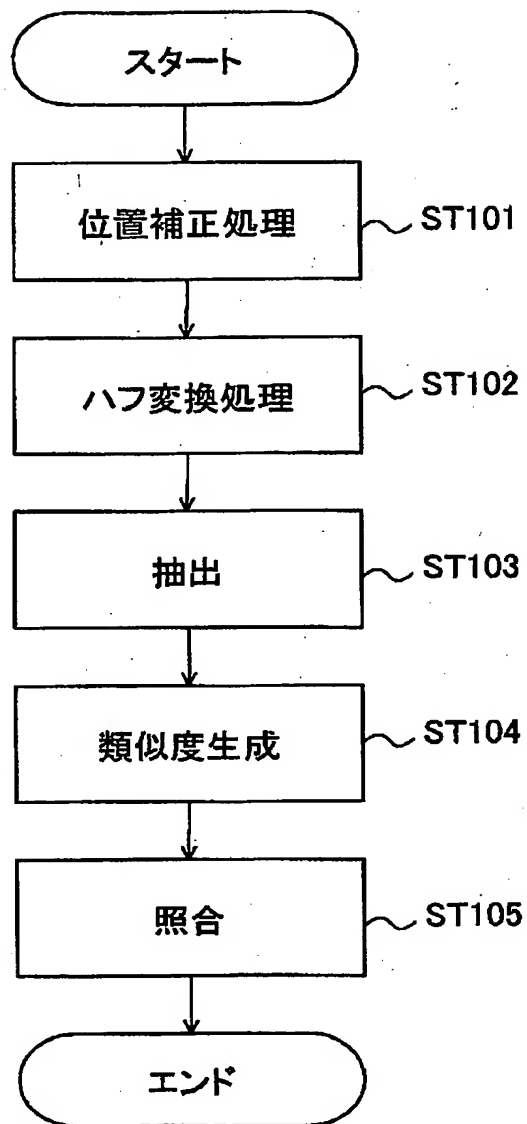 スタート
位置補正処理
ST101
ハフ変換処理
ST102
抽出
ST103
類似度生成
ST104
照合
ST105
エンド